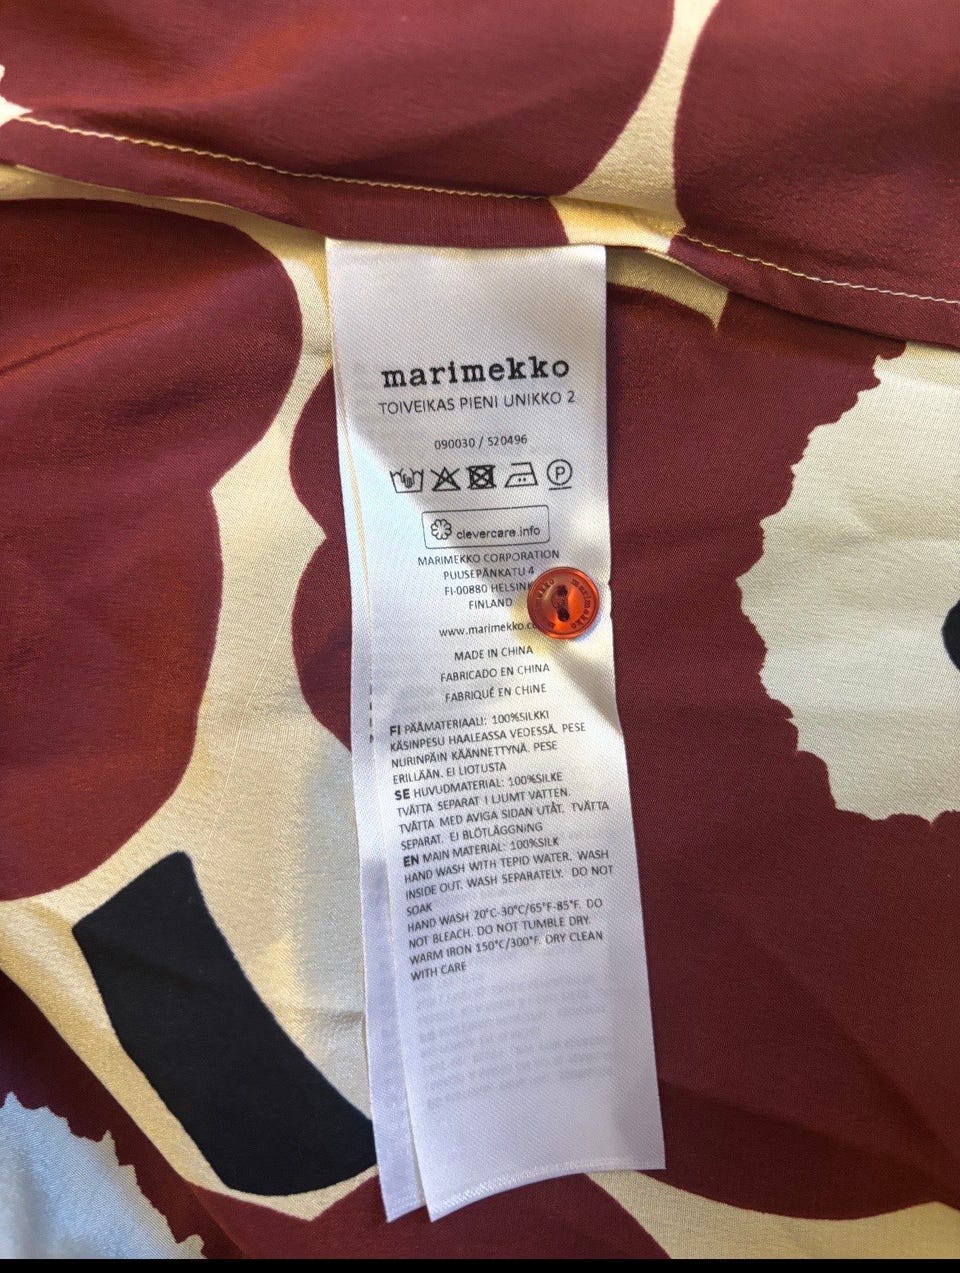 marimekko
TOIVEIKAS PIENI UNIKKO 2
090030 / 520496
P
clevercare.info
MARIMEKKO CORPORATION
PUUSEPÄNKATU 4
FI-00880
FINLAND
MADE IN CHINA
FABRICADO EN CHINA
FABRIQUÉ EN CHINE
FI PÄÄMATERIAALI: 100%SILKKI
KÄSINPESU HAALEASSA VEDESSÄ. PESE
NURINPÄIN KÄÄNNETTYNÄ. PESE
ERILLÄÄN. EI LIOTUSTA
SE HUVUDMATERIAL: 100%SILKE
TVÄTTA SEPARAT I LJUMT VATTEN.
TVÄTTA MED AVIGA SIDAN UTÅT. TVÄTTA
SEPARAT. EJ BLÖTLÄGGNING
EN MAIN MATERIAL: 100%SILK
HAND WASH WITH TEPID WATER. WASH
INSIDE OUT. WASH SEPARATELY. DO NOT
SOAK
HAND WASH 20°C-30°C/65°F-85°F. DO
NOT BLEACH. DO NOT TUMBLE DRY.
WARM IRON 150°C/300°F. DRY CLEAN
WITH CARE
marimekko